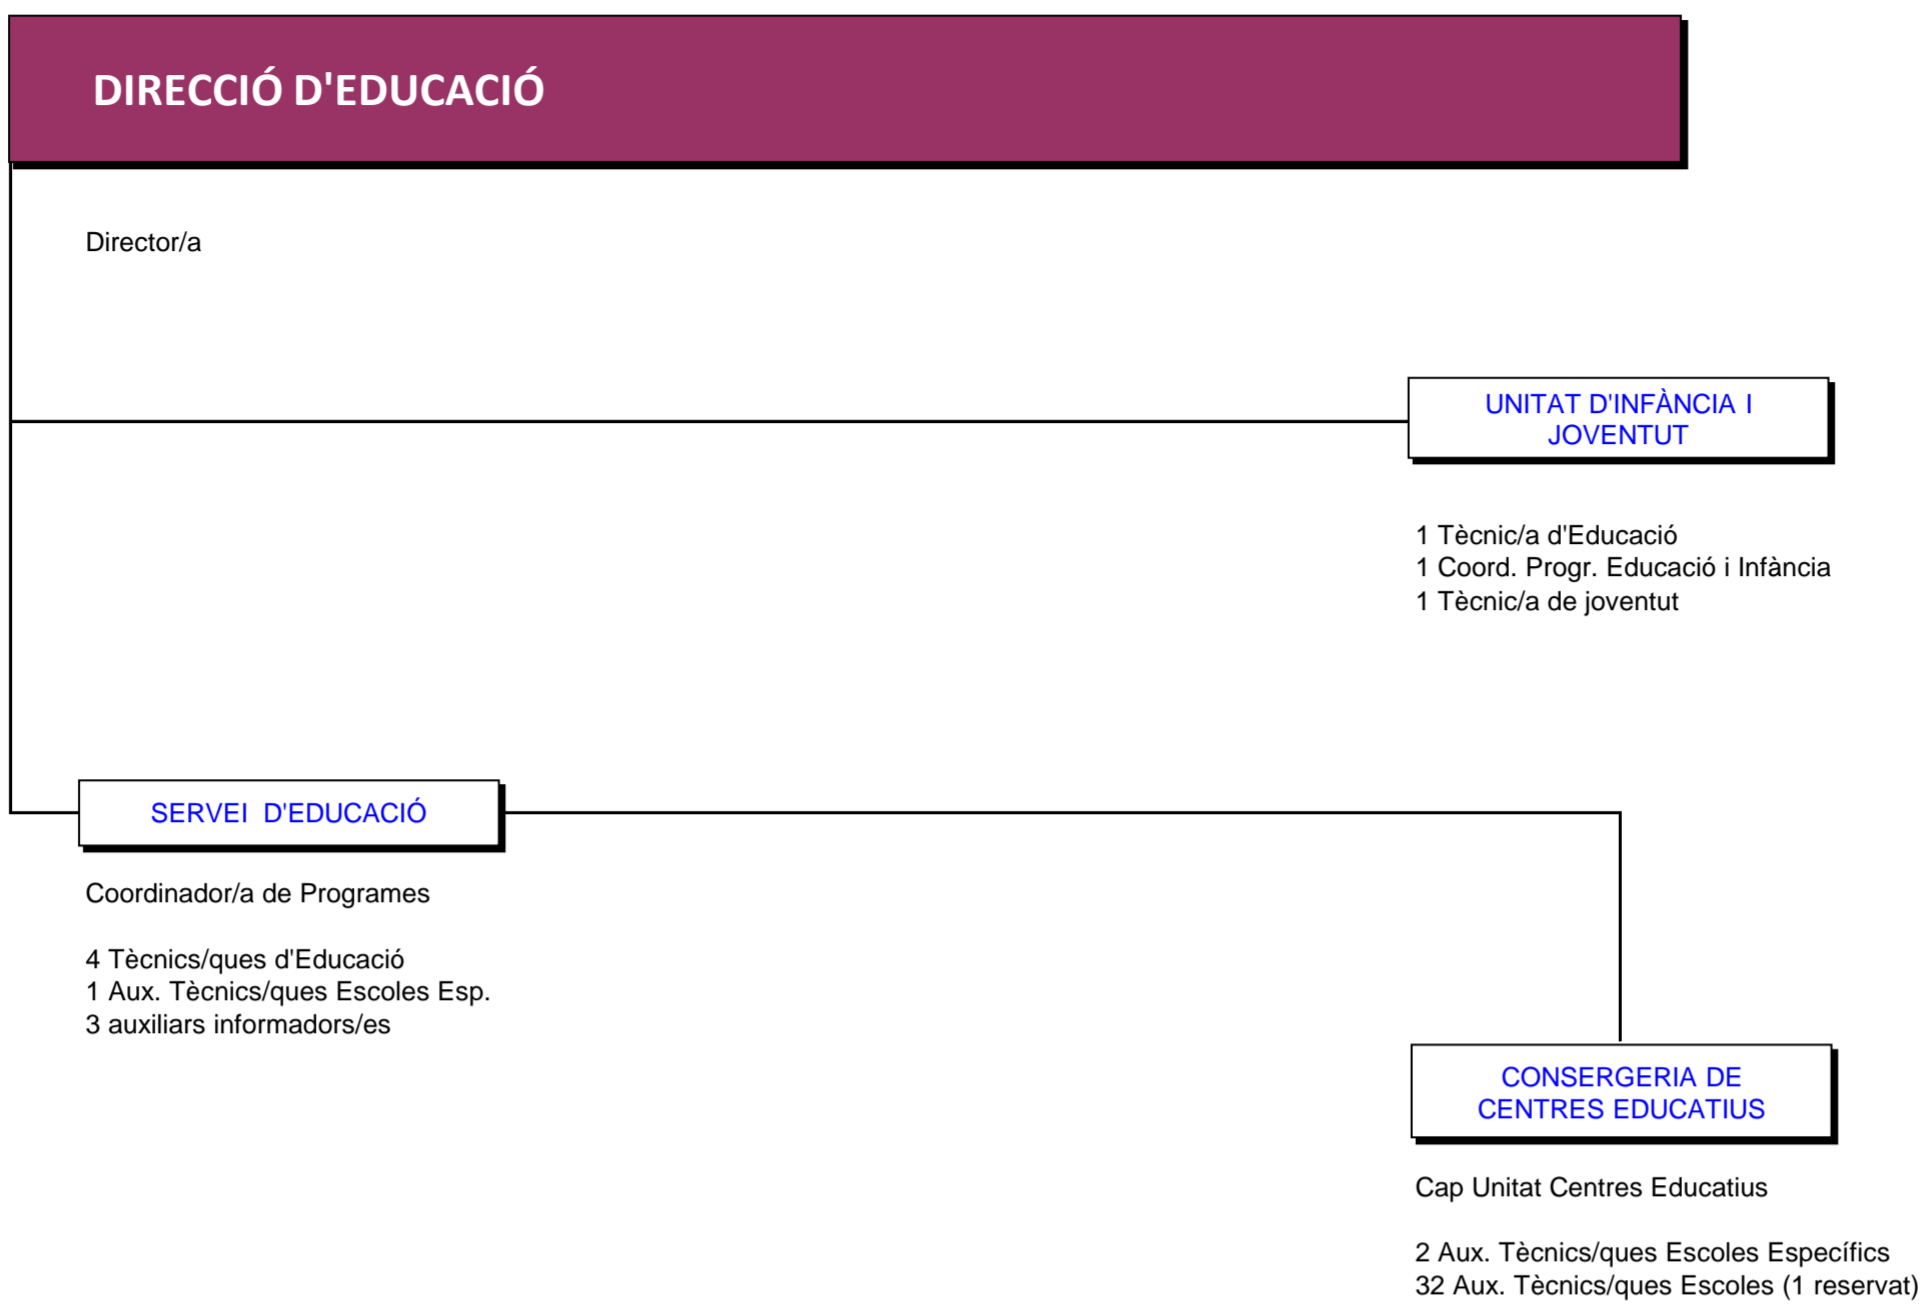 DIRECCIÓ D'EDUCACIÓ
Director/a
UNITAT D'INFÀNCIA I
JOVENTUT
1 Tècnic/a d'Educació
1 Coord. Progr. Educació i Infància
1 Tècnic/a de joventut
SERVEI D'EDUCACIÓ
Coordinador/a de Programes
4 Tècnics/ques d'Educació
1 Aux. Tècnics/ques Escoles Esp.
3 auxiliars informadors/es
CONSERGERIA DE
CENTRES EDUCATIUS
Cap Unitat Centres Educatius
2 Aux. Tècnics/ques Escoles Específics
32 Aux. Tècnics/ques Escoles (1 reservat)